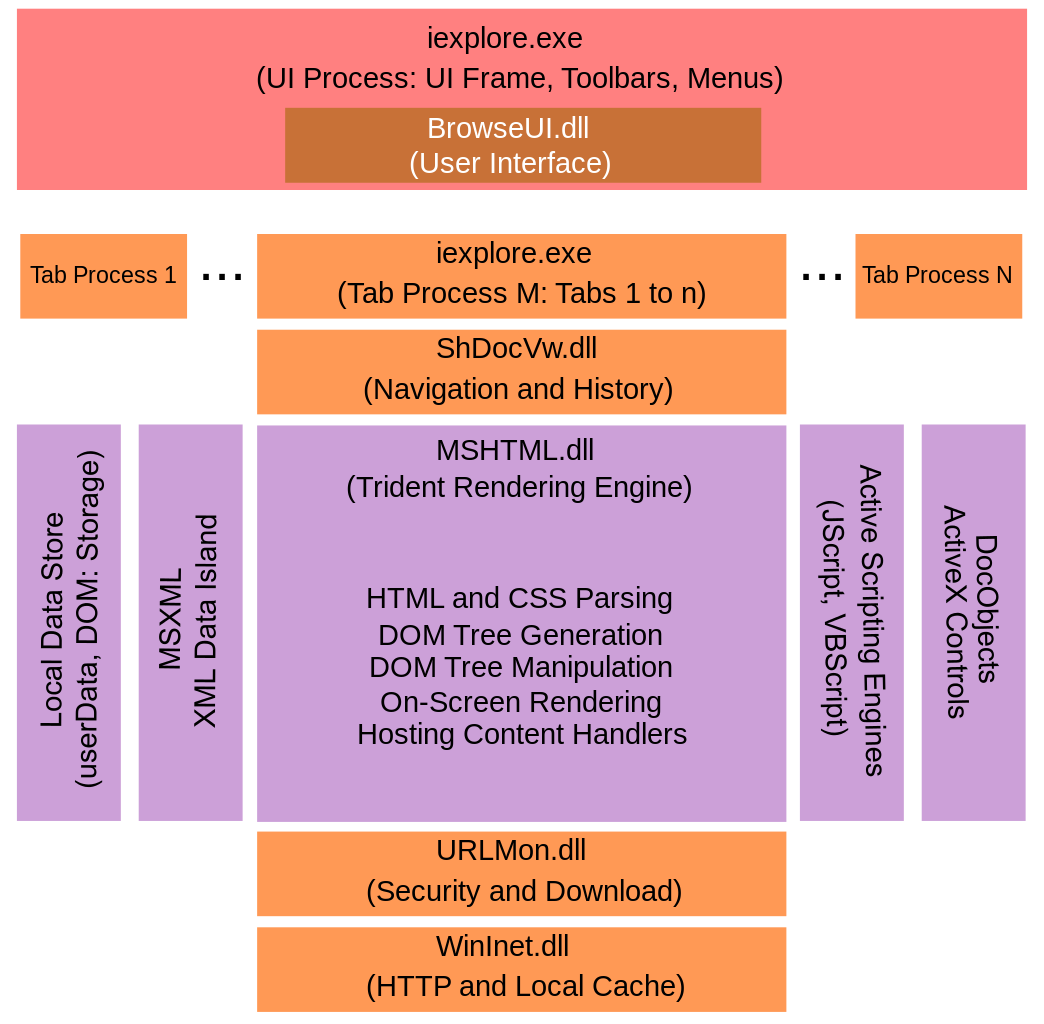 iexplore.exe
(UI Process: UI Frame, Toolbars, Menus)
BrowseUI.dll
(User Interface)
Tab Process 1
...
iexplore.exe
(Tab Process M: Tabs 1 to n)
...
Tab Process N
ShDocVw.dll
(Navigation and History)
Local Data Store
(userData, DOM: Storage)
MSXML
XML Data Island
MSHTML.dll
(Trident Rendering Engine)
HTML and CSS Parsing
DOM Tree Generation
DOM Tree Manipulation
On-Screen Rendering
Hosting Content Handlers
Active Scripting Engines
(JScript, VBScript)
DocObjects
ActiveX Controls
URLMon.dll
(Security and Download)
WinInet.dll
(HTTP and Local Cache)